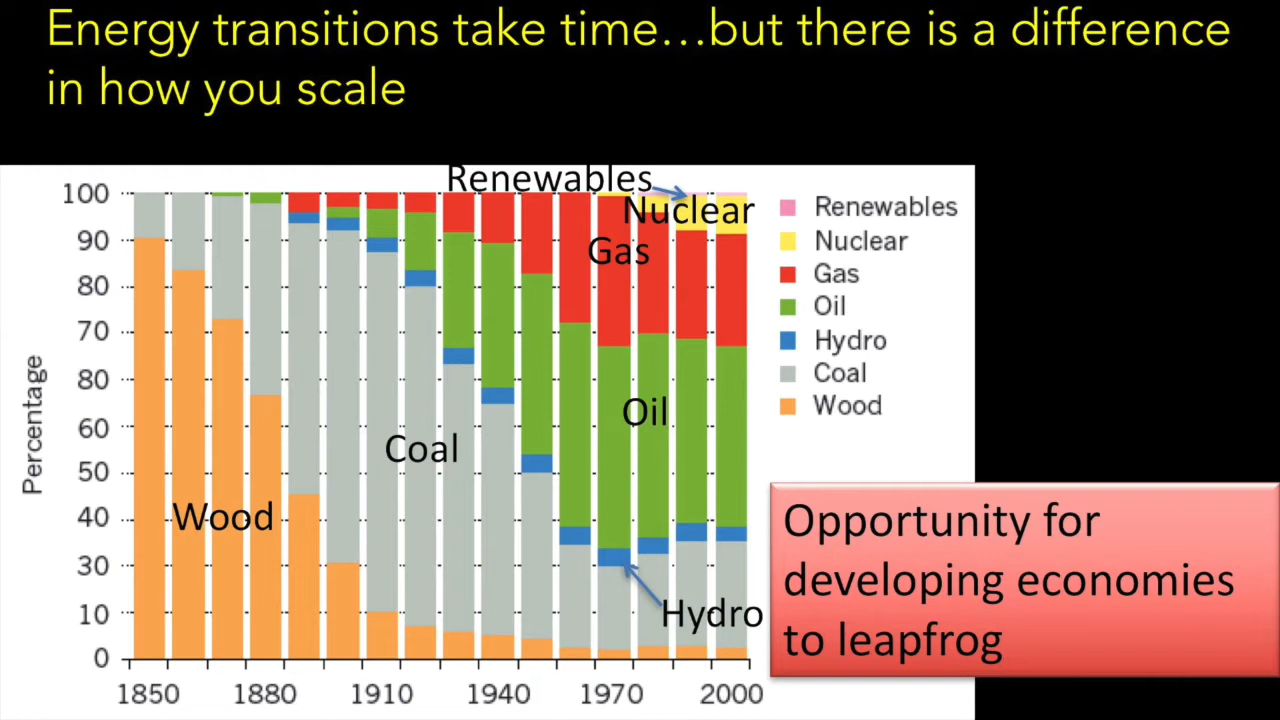 Energy transitions take time...but there is a difference
in how you scale
Renewables
Nuclear
Gas
Oil
Coal
Wood
Hydro
Percentage
100
90
80
70
80
60
50
40
30
10
0
1850
1880
1910
1940
1970
2000
Renewables
Nuclear
Gas
Oil
Hydro
Coal
Wood
Opportunity for
developing economies
to leapfrog